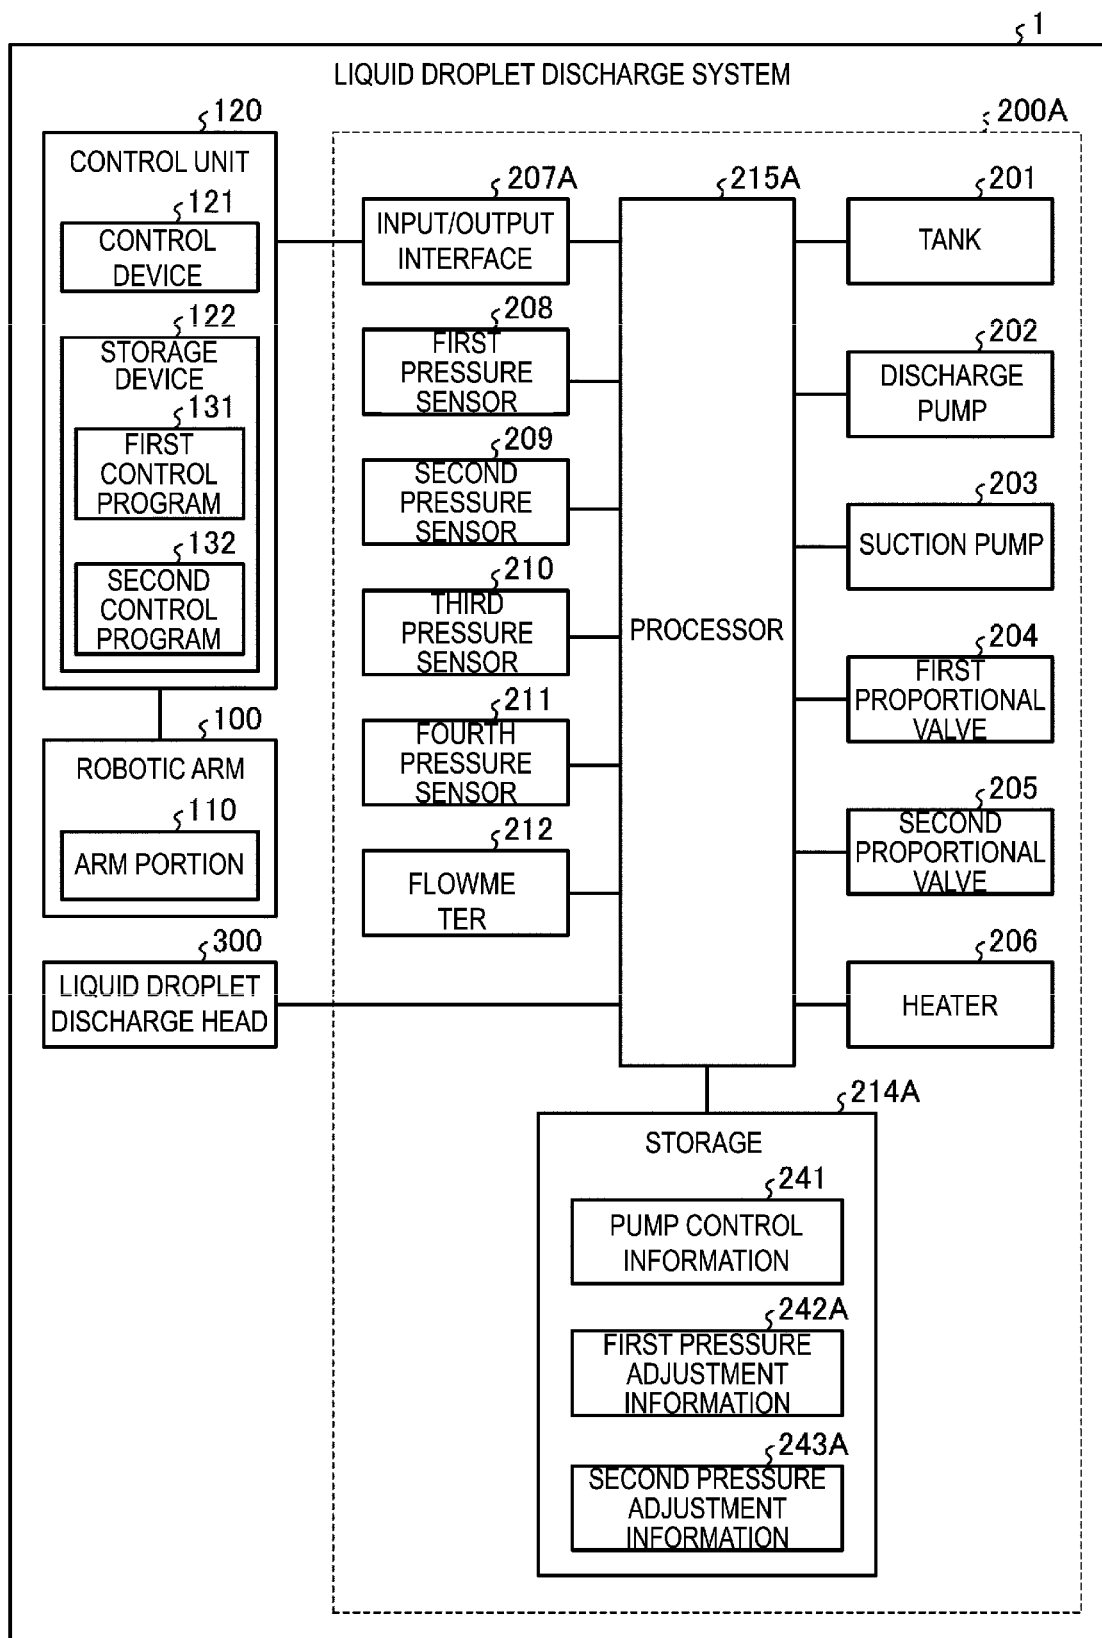 1
LIQUID DROPLET DISCHARGE SYSTEM
120
CONTROL UNIT
121
CONTROL
DEVICE
122
STORAGE
DEVICE
131
FIRST
CONTROL
PROGRAM
132
SECOND
CONTROL
PROGRAM
100
ROBOTIC ARM
110
ARM PORTION
300
LIQUID DROPLET
DISCHARGE HEAD
200A
207A
INPUT/OUTPUT
INTERFACE
208
FIRST
PRESSURE
SENSOR
209
SECOND
PRESSURE
SENSOR
210
THIRD
PRESSURE
SENSOR
211
FOURTH
PRESSURE
SENSOR
212
FLOWME
TER
215A
PROCESSOR
201
TANK
202
DISCHARGE
PUMP
203
SUCTION PUMP
204
FIRST
PROPORTIONAL
VALVE
205
SECOND
PROPORTIONAL
VALVE
206
HEATER
214A
STORAGE
241
PUMP CONTROL
INFORMATION
242A
FIRST PRESSURE
ADJUSTMENT
INFORMATION
243A
SECOND PRESSURE
ADJUSTMENT
INFORMATION